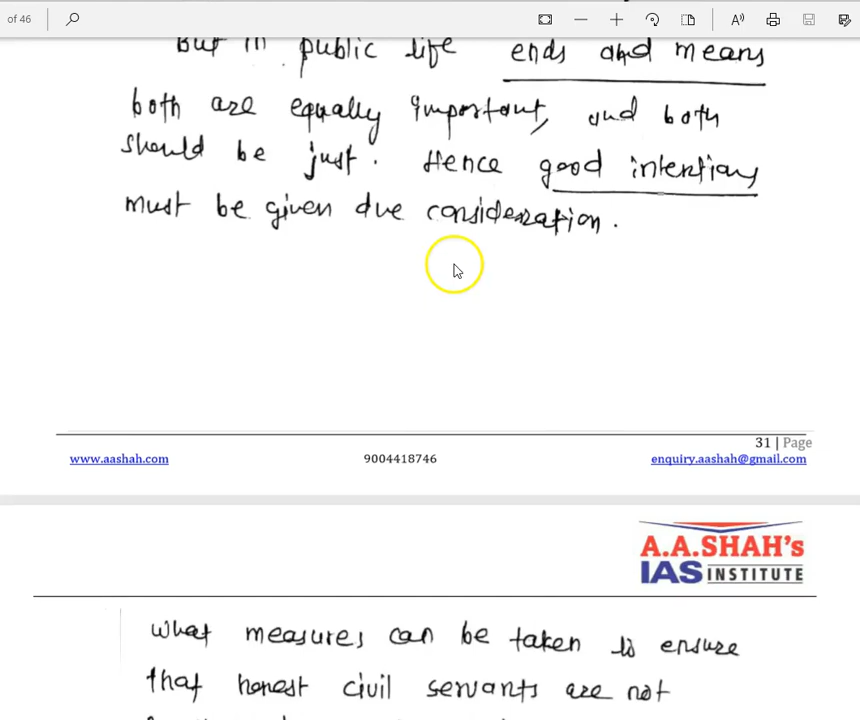 of 46
But in public life ends and means
both are equally important, and both
should be just. Hence good intentions
must be given due consideration.
31 | Page
www.aashah.com 9004418746 enquiry.aashah@gmail.com
A.A.SHAH's
IAS INSTITUTE
What measures can be taken to ensure
that honest civil servants are not